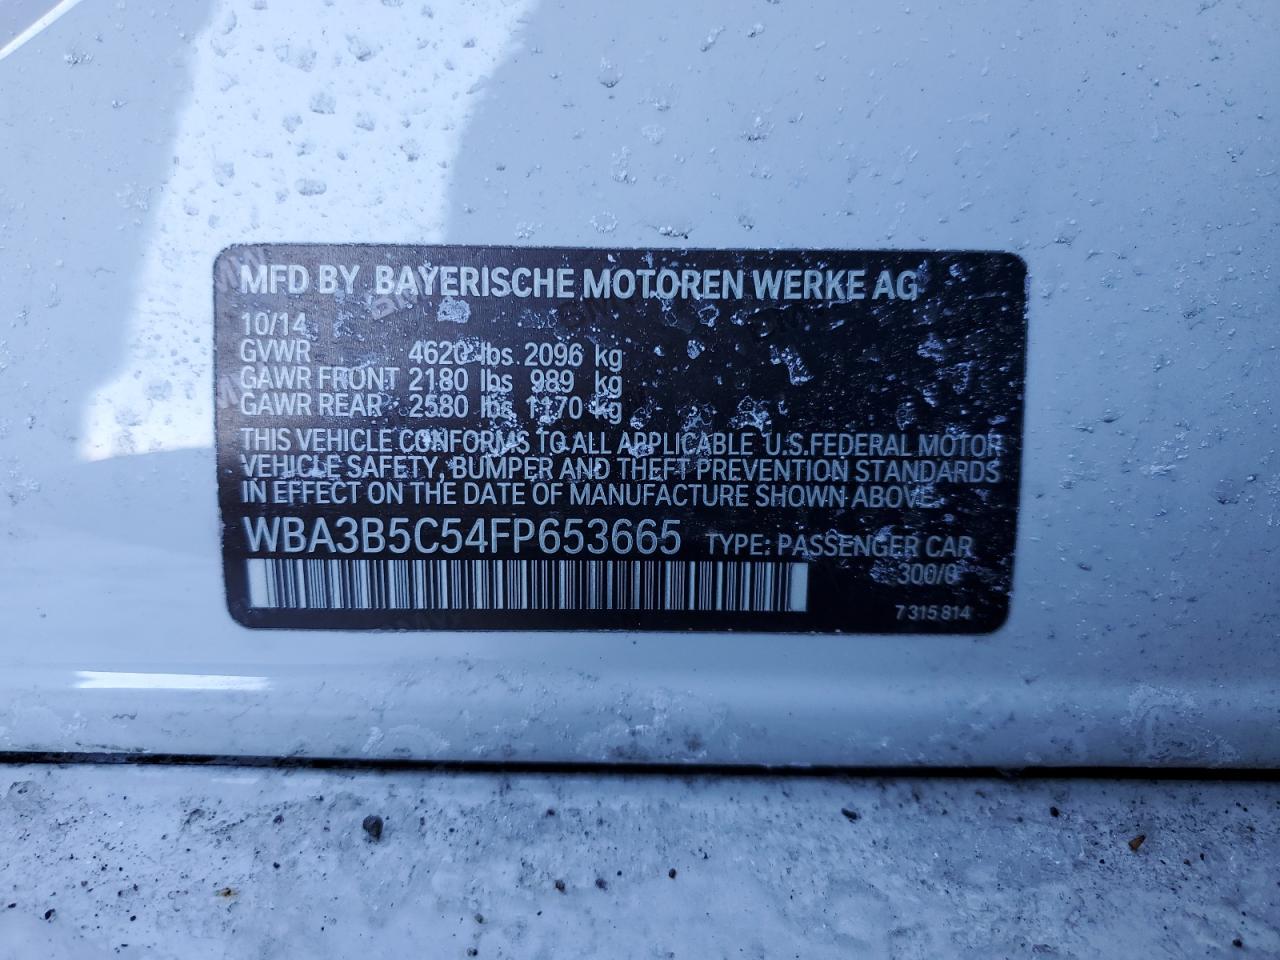 MFD BY BAYERISCHE MOTOREN WERKE AG
10/14
GVWR 4620 lbs 2096 kg
GAWR FRONT 2180 lbs 989 kg
GAWR REAR 2580 lbs 1170 kg
THIS VEHICLE CONFORMS TO ALL APPLICABLE U.S.FEDERAL MOTOR
VEHICLE SAFETY, BUMPER AND THEFT PREVENTION STANDARDS
IN EFFECT ON THE DATE OF MANUFACTURE SHOWN ABOVE.
WBA3B5C54FP653665 TYPE: PASSENGER CAR
300/0
7 315 814